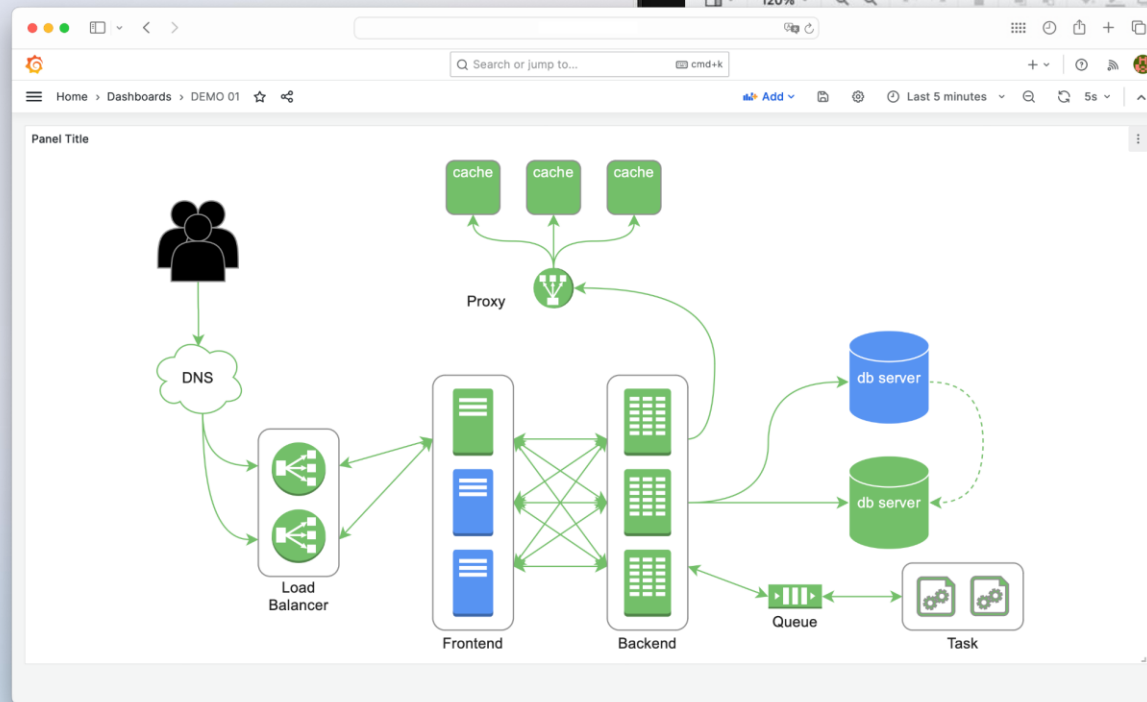 120%
Search or jump to...
cmd+k
Home › Dashboards › DEMO 01
Add
Last 5 minutes
5s
Panel Title
cache
cache
cache
Proxy
DNS
db server
db server
Load
Balancer
Frontend
Backend
Queue
Task